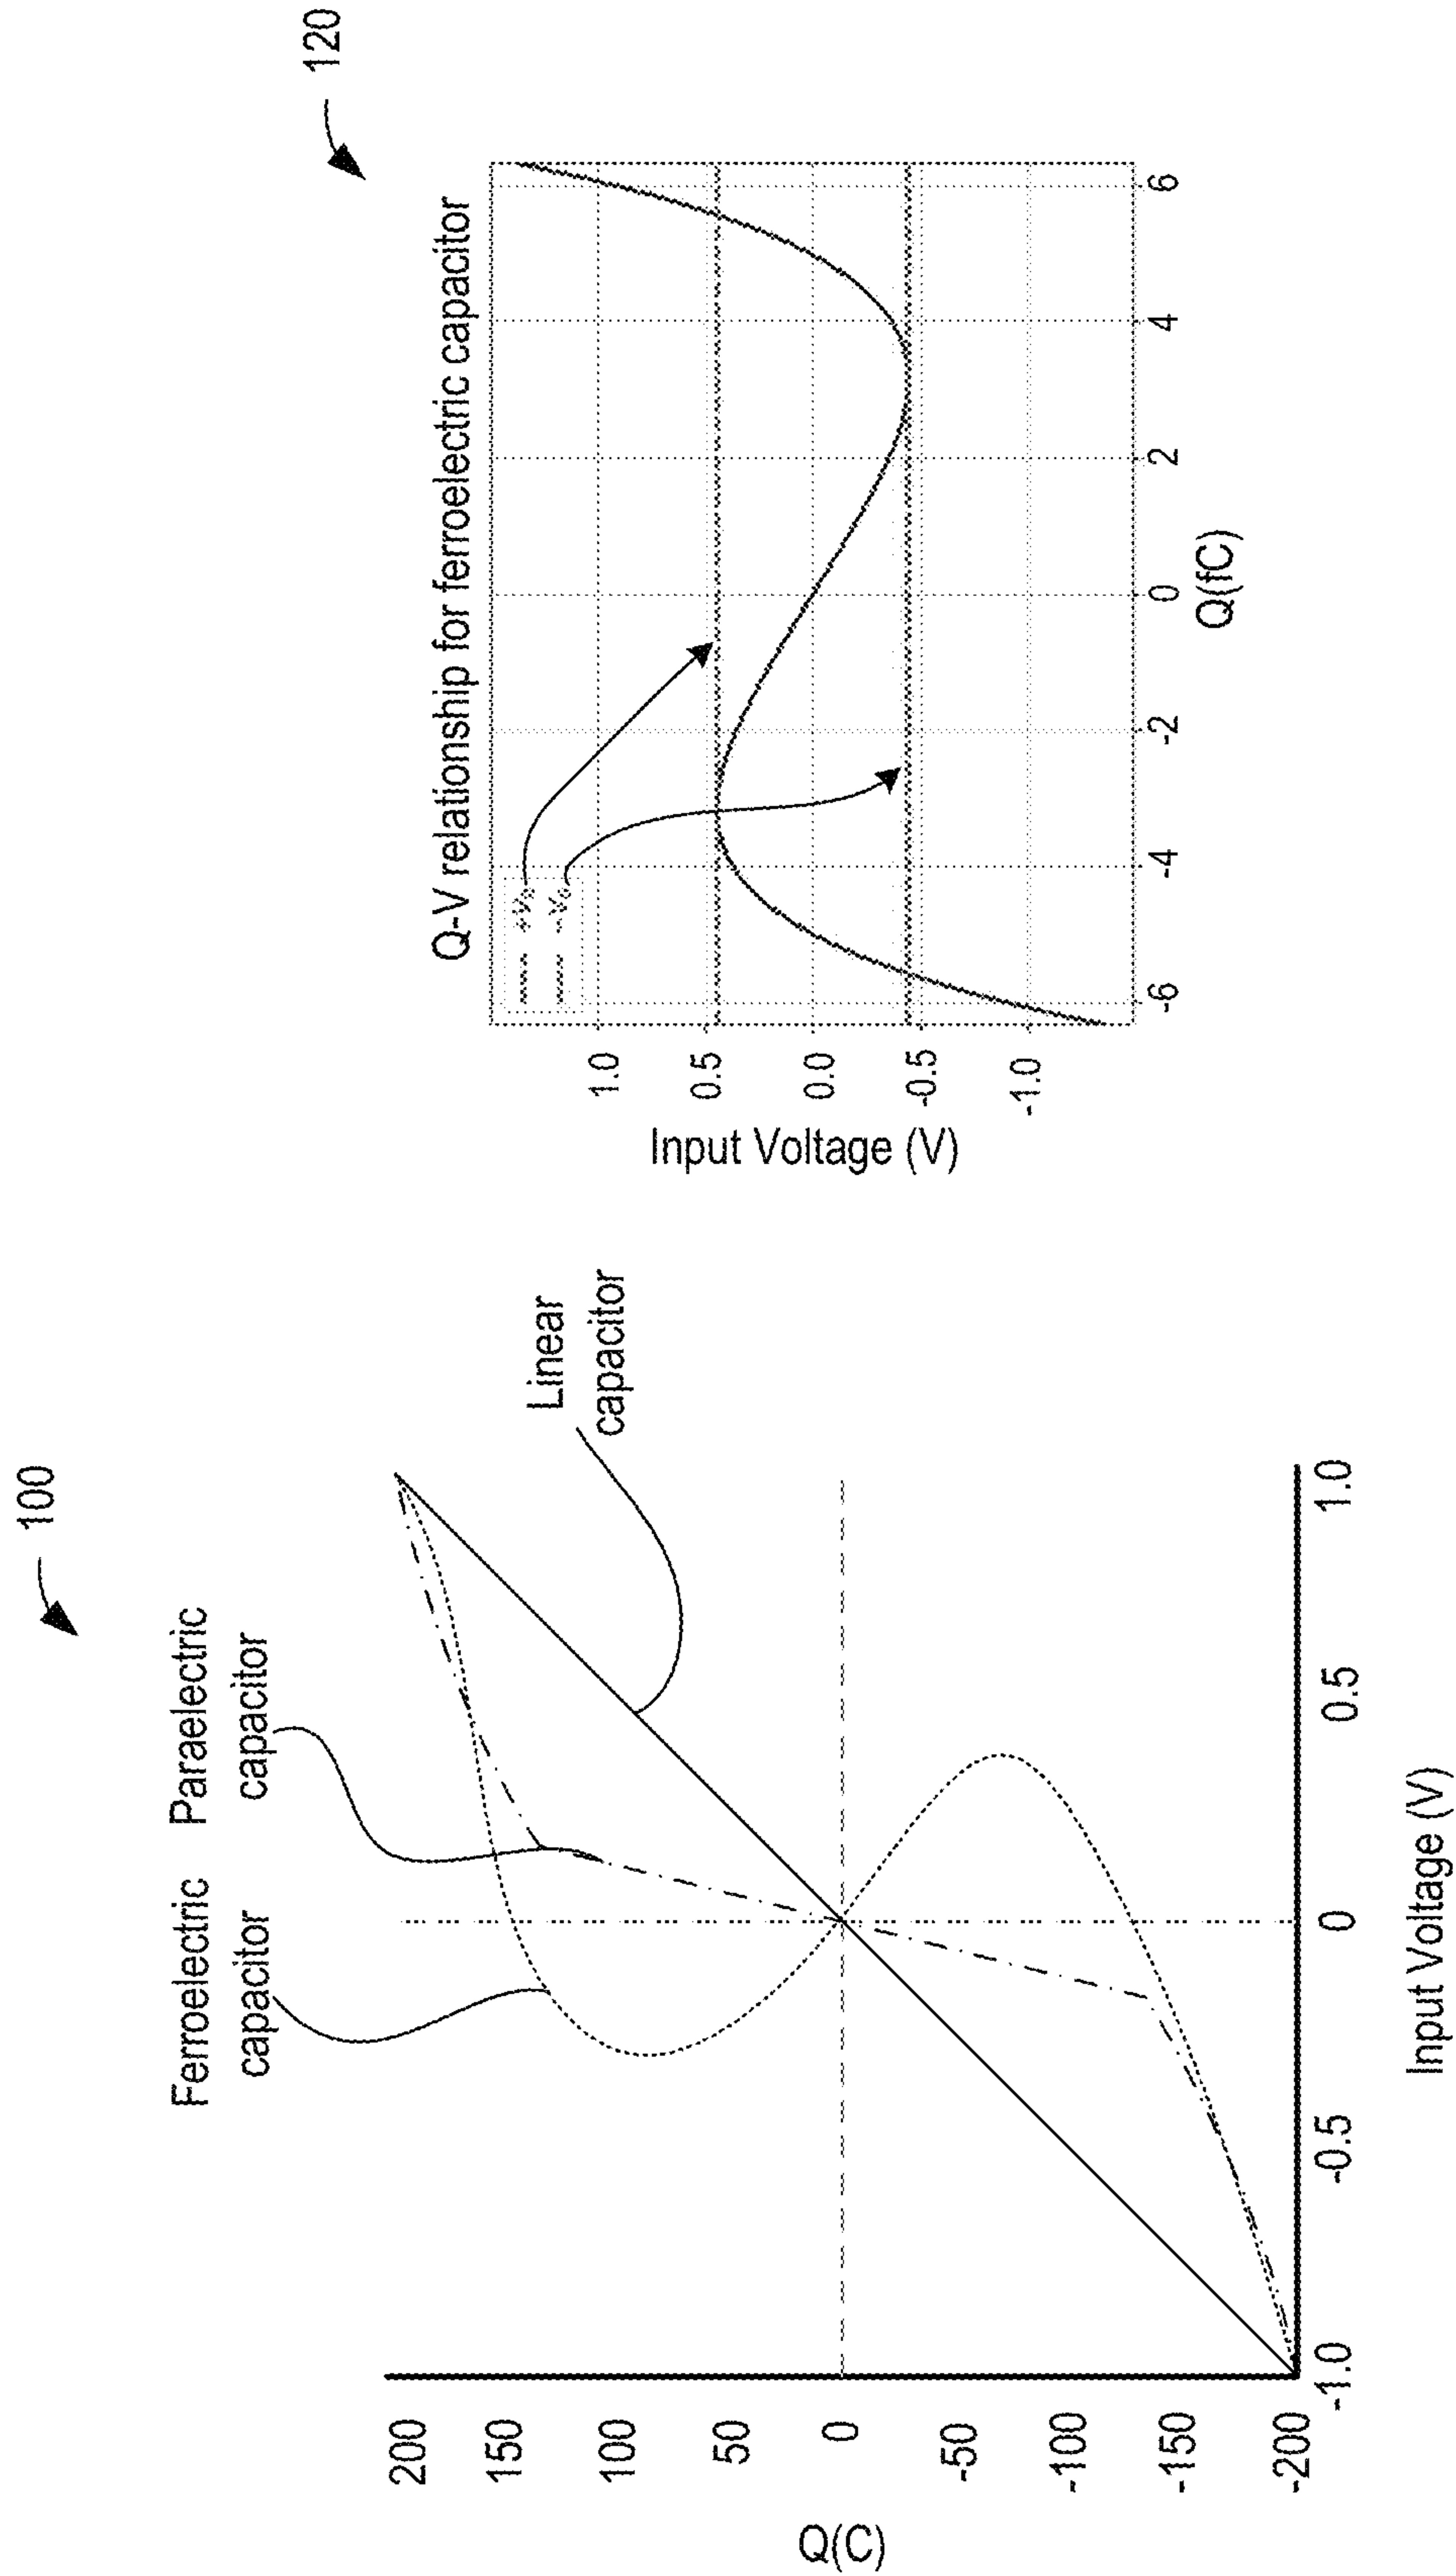 100
Ferroelectric
capacitor
Paraelectric
capacitor
Linear
capacitor
200
150
100
50
0
-50
-100
-150
-200
Q(C)
-1.0
-0.5
0
0.5
1.0
Input Voltage (V)
120
Q-V relationship for ferroelectric capacitor
1.0
0.5
0.0
-0.5
-1.0
Input Voltage (V)
-6
-4
-2
0
2
4
6
Q(fC)